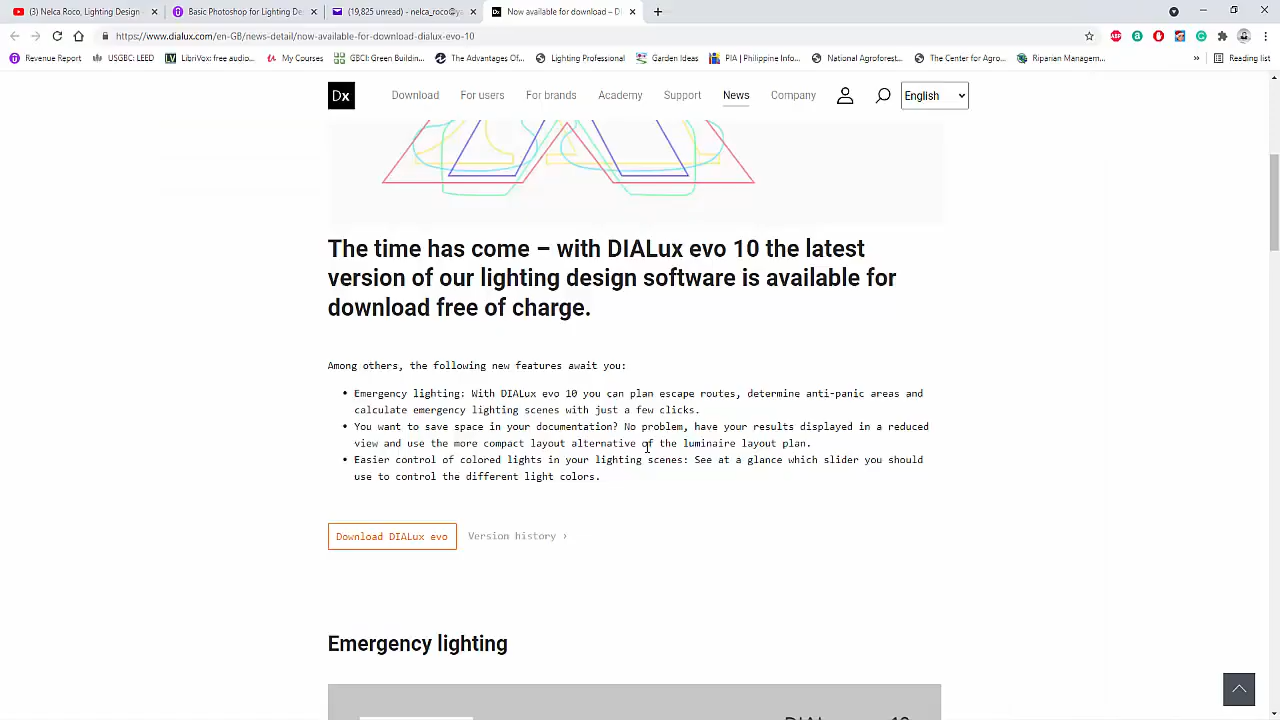 (3) Nelca Roco, Lighting Design -
Basic Photoshop for Lighting De:
(19,825 unread) - nelca_roco@y
Now available for download – D
https://www.dialux.com/en-GB/news-detail/now-available-for-download-dialux-evo-10
Revenue Report
USGBC: LEED
LibriVox: free audio...
My Courses
GBCI: Green Building...
The Advantages Of...
Lighting Professional
Garden Ideas
PIA | Philippine Info...
National Agroforest...
The Center for Agro...
Riparian Managem...
»
Reading list
Dx
Download
For users
For brands
Academy
Support
News
Company
English
The time has come – with DIALux evo 10 the latest
version of our lighting design software is available for
download free of charge.
Among others, the following new features await you:
• Emergency lighting: With DIALux evo 10 you can plan escape routes, determine anti-panic areas and
calculate emergency lighting scenes with just a few clicks.
• You want to save space in your documentation? No problem, have your results displayed in a reduced
view and use the more compact layout alternative of the luminaire layout plan.
• Easier control of colored lights in your lighting scenes: See at a glance which slider you should
use to control the different light colors.
Download DIALux evo
Version history ›
Emergency lighting